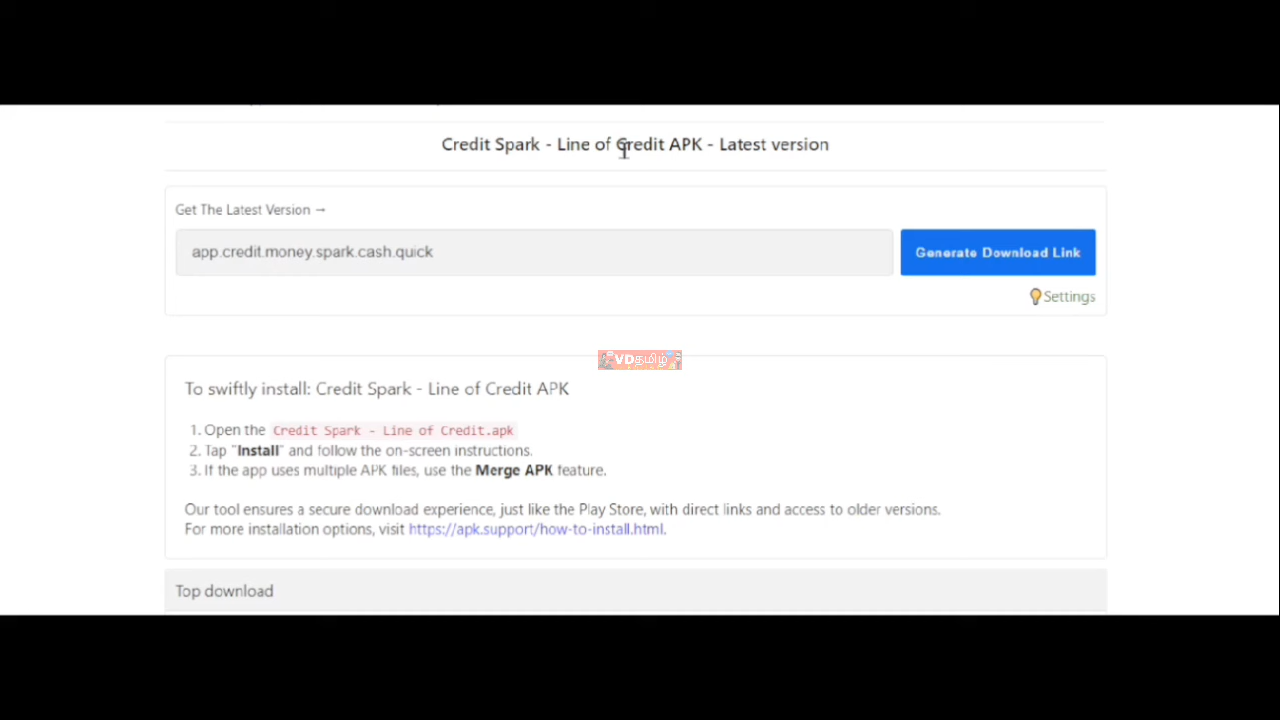 Credit Spark - Line of Credit APK - Latest version
Get The Latest Version →
app.credit.money.spark.cash.quick
Generate Download Link
Settings
VDதமிழ்
To swiftly install: Credit Spark - Line of Credit APK
1. Open the Credit Spark - Line of Credit.apk
2. Tap "Install" and follow the on-screen instructions.
3. If the app uses multiple APK files, use the Merge APK feature.
Our tool ensures a secure download experience, just like the Play Store, with direct links and access to older versions.
For more installation options, visit https://apk.support/how-to-install.html.
Top download